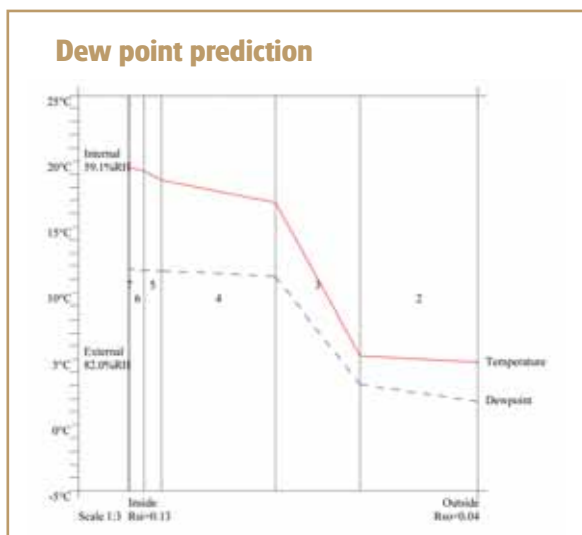 Dew point prediction
25°C
20°C
Internal
59.1%RH
15°C
10°C
7
6
5
4
3
2
External
82.0%RH
5°C
Temperature
Dewpoint
0°C
-5°C
Inside
Outside
Scale 1:3 Rsi=0.13
Rso=0.04